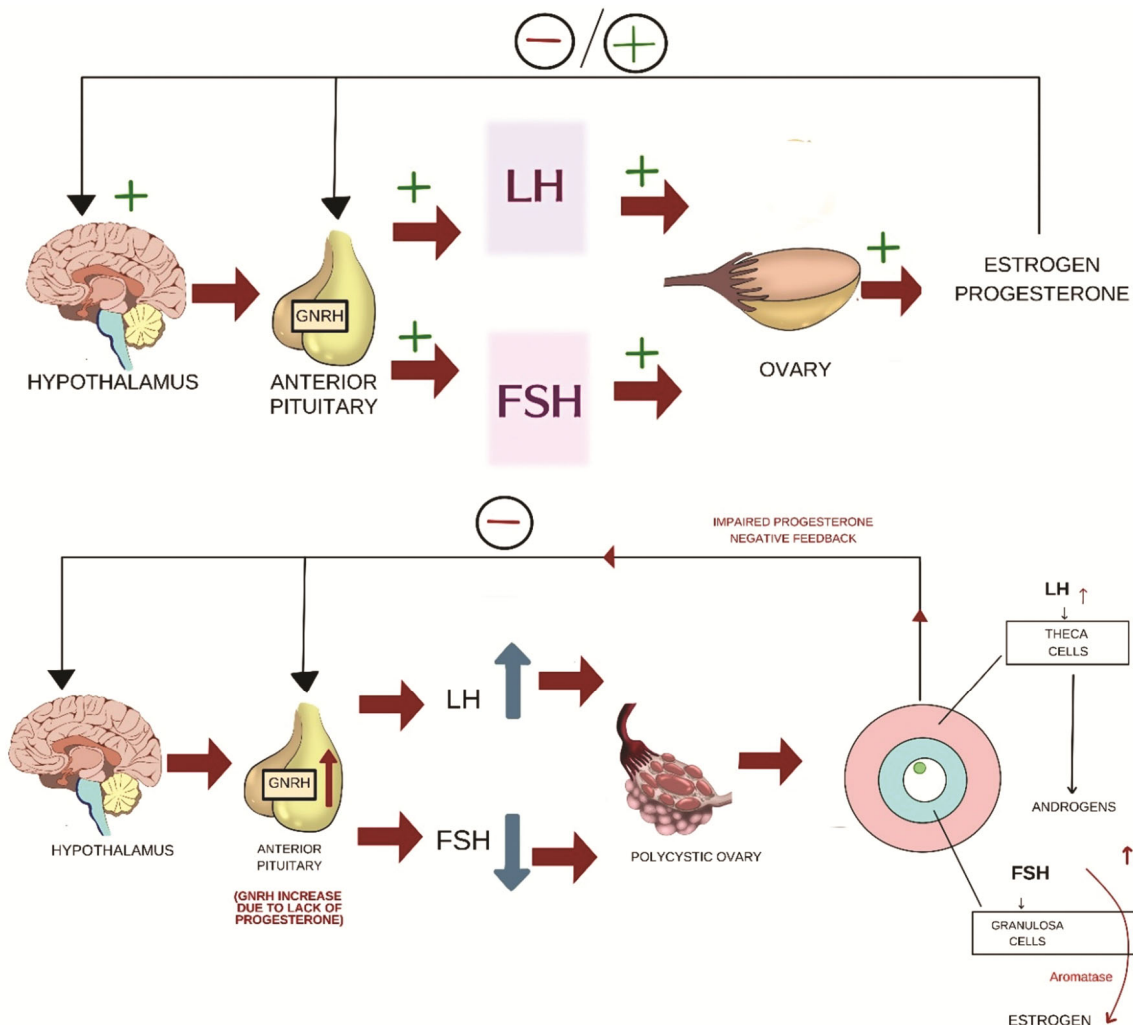 LH
GNRH
HYPOTHALAMUS
ANTERIOR
PITUITARY
FSH
OVARY
ESTROGEN
PROGESTERONE
IMPAIRED PROGESTERONE
NEGATIVE FEEDBACK
LH
THECA
CELLS
LH
GNRH
HYPOTHALAMUS
ANTERIOR
PITUITARY
(GNRH INCREASE
DUE TO LACK OF
PROGESTERONE)
FSH
POLYCYSTIC OVARY
ANDROGENS
FSH
GRANULOSA
CELLS
Aromatase
ESTROGEN